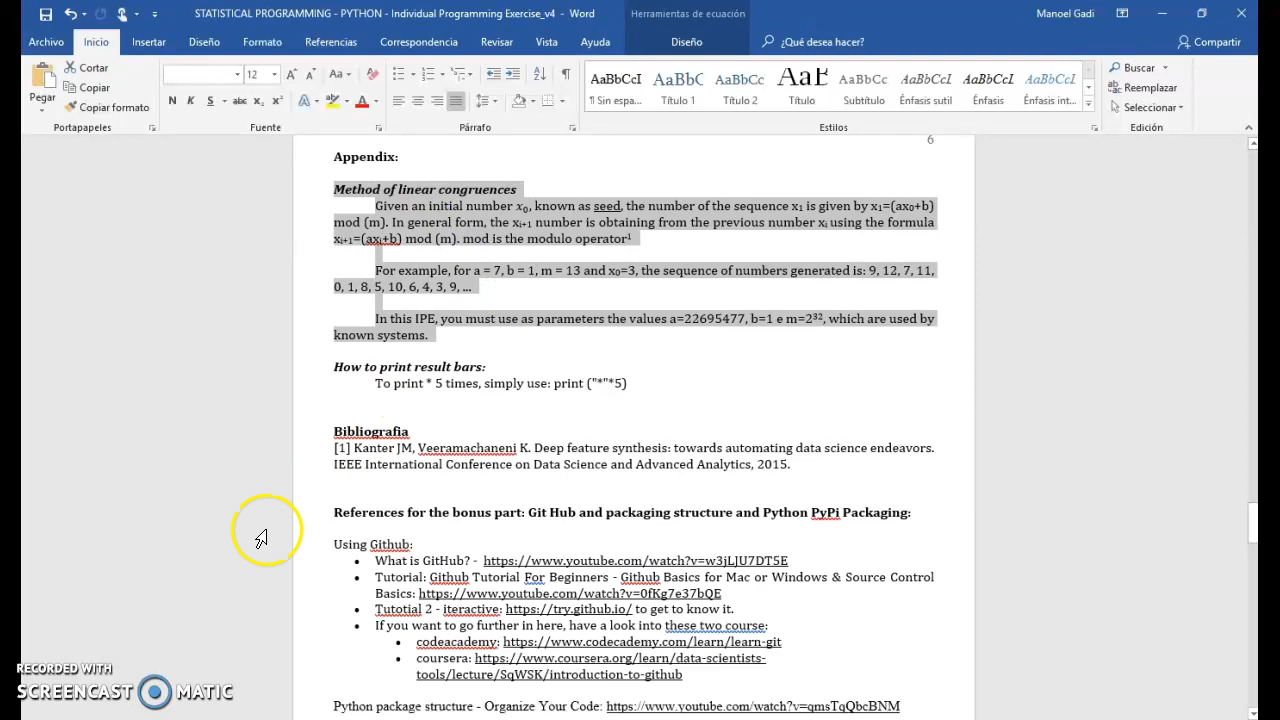 STATISTICAL PROGRAMMING - PYTHON - Individual Programming Exercise_v4 - Word
Herramientas de ecuación
Manoel Gadi
Archivo Inicio Insertar Diseño Formato Referencias Correspondencia Revisar Vista Ayuda Diseño ¿Qué desea hacer? Compartir
Pegar
Cortar
Copiar
Copiar formato
12
Aa
N K S abc x₂ x² A A
AaBbCcI AaBbC AaBbCc AaB AaBbCc AaBbCcI AaBbCcI AaBbCcI
¶ Sin espa... Título 1 Título 2 Título Subtítulo Énfasis sutil Énfasis Énfasis int...
Buscar
Reemplazar
Seleccionar
Portapapeles Fuente Párrafo Estilos Edición
6
Appendix:
Method of linear congruences
Given an initial number x₀, known as seed, the number of the sequence x₁ is given by x₁=(ax₀+b)
mod (m). In general form, the xᵢ₊₁ number is obtaining from the previous number xᵢ using the formula
xᵢ₊₁=(axᵢ+b) mod (m). mod is the modulo operator¹
For example, for a = 7, b = 1, m = 13 and x₀=3, the sequence of numbers generated is: 9, 12, 7, 11,
0, 1, 8, 5, 10, 6, 4, 3, 9, ...
In this IPE, you must use as parameters the values a=22695477, b=1 e m=2³², which are used by
known systems.
How to print result bars:
To print * 5 times, simply use: print ("*"*5)
Bibliografia
[1] Kanter JM, Veeramachaneni K. Deep feature synthesis: towards automating data science endeavors.
IEEE International Conference on Data Science and Advanced Analytics, 2015.
References for the bonus part: Git Hub and packaging structure and Python PyPi Packaging:
Using Github:
• What is GitHub? - https://www.youtube.com/watch?v=w3jLJU7DT5E
• Tutorial: Github Tutorial For Beginners - Github Basics for Mac or Windows & Source Control
Basics: https://www.youtube.com/watch?v=0fKg7e37bQE
• Tutotial 2 - iteractive: https://try.github.io/ to get to know it.
• If you want to go further in here, have a look into these two course:
• codeacademy: https://www.codecademy.com/learn/learn-git
• coursera: https://www.coursera.org/learn/data-scientists-
tools/lecture/SqWSK/introduction-to-github
Python package structure - Organize Your Code: https://www.youtube.com/watch?v=qmsTqQbcBNM
RECORDED WITH
SCREENCAST MATIC